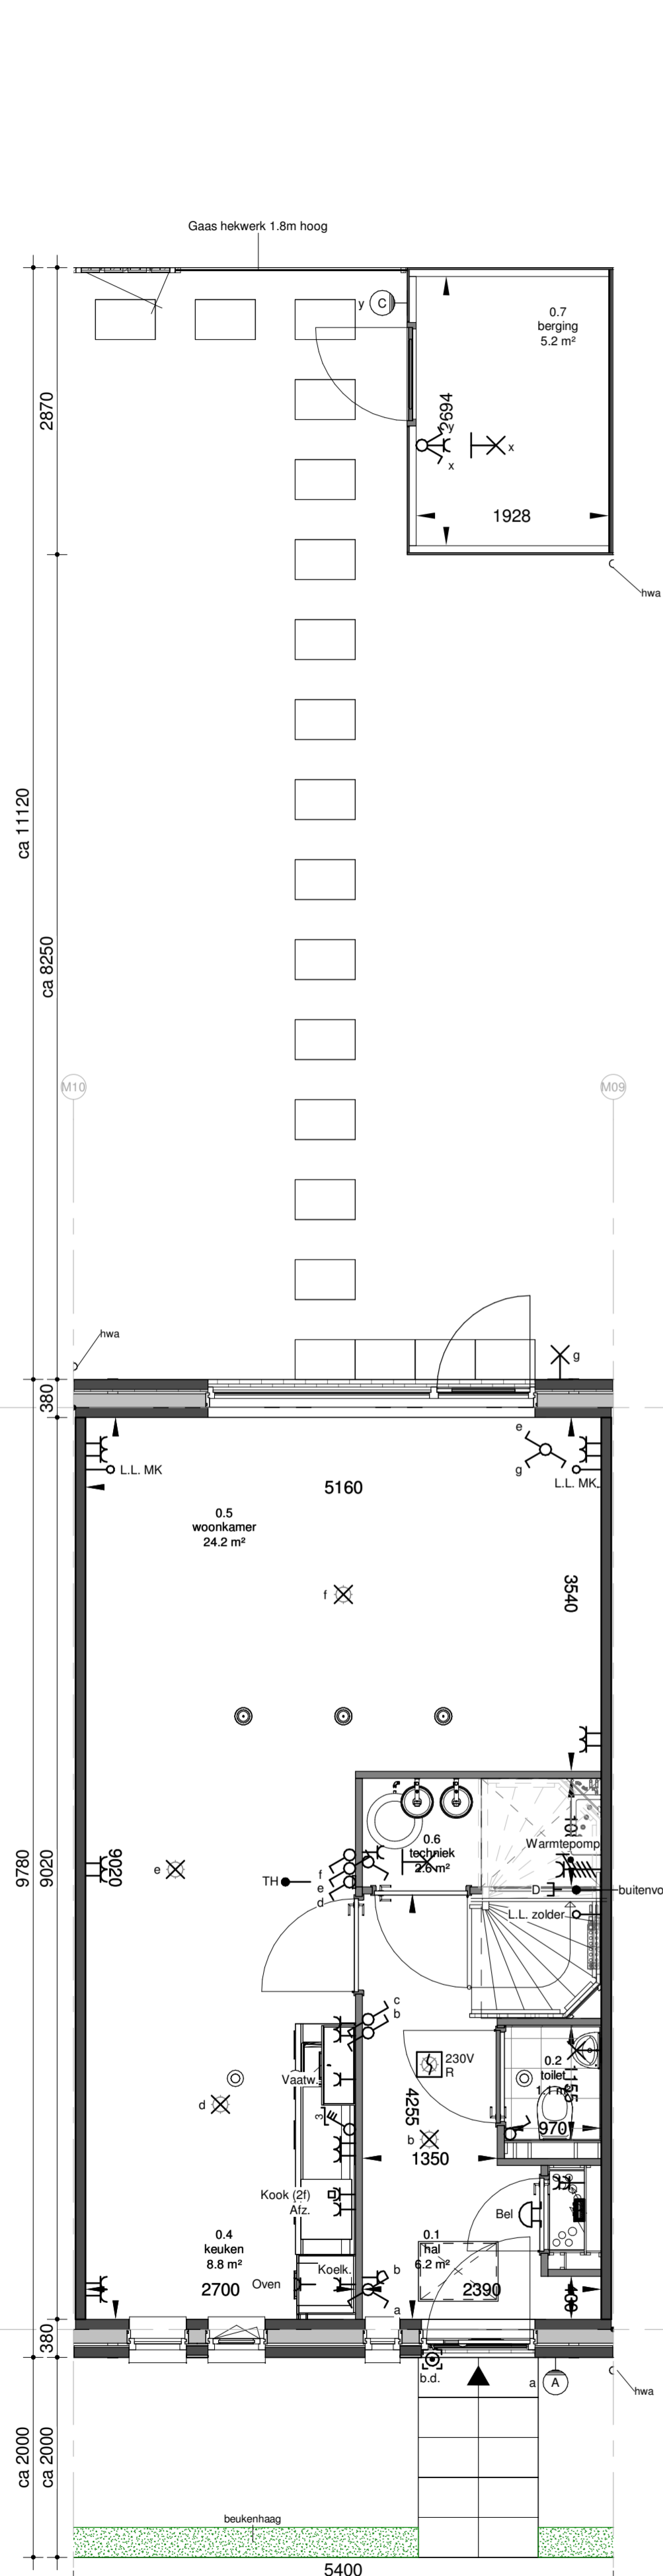 Gaas hekwerk 1.8m hoog
y
C
0.7
berging
5.2 m²
2870
2694
y
x
x
1928
hwa
ca 11120
ca 8250
M10
M09
hwa
g
380
e
g
L.L. MK
L.L. MK
5160
0.5
woonkamer
24.2 m²
f
3540
0.6
techniek
2.6 m²
Warmtepomp
9780
9020
9020
e
TH
f
e
d
D
buitenvo
L.L. zolder
c
b
230V
R
0.2
toilet
1.1 m²
1155
Vaatw.
d
3
4255
b
970
1350
Kook (2f)
Afz.
Bel
0.4
keuken
8.8 m²
0.1
hal
6.2 m²
Oven
Koelk.
b
2700
2390
a
380
b.d.
a
A
hwa
ca 2000
ca 2000
beukenhaag
5400